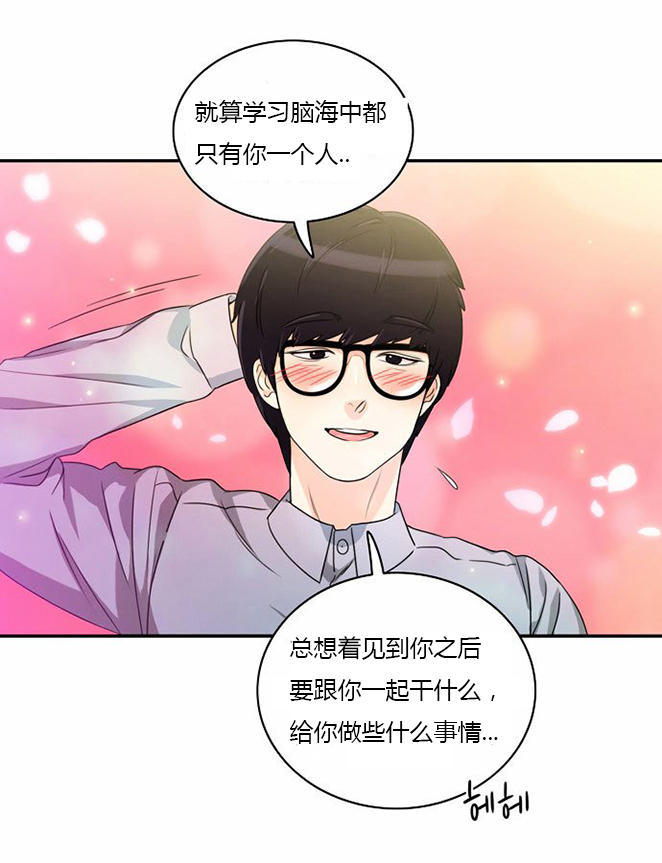 就算学习脑海中都
只有你一个人..
总想着见到你之后
要跟你一起干什么，
给你做些什么事情...
헤헤